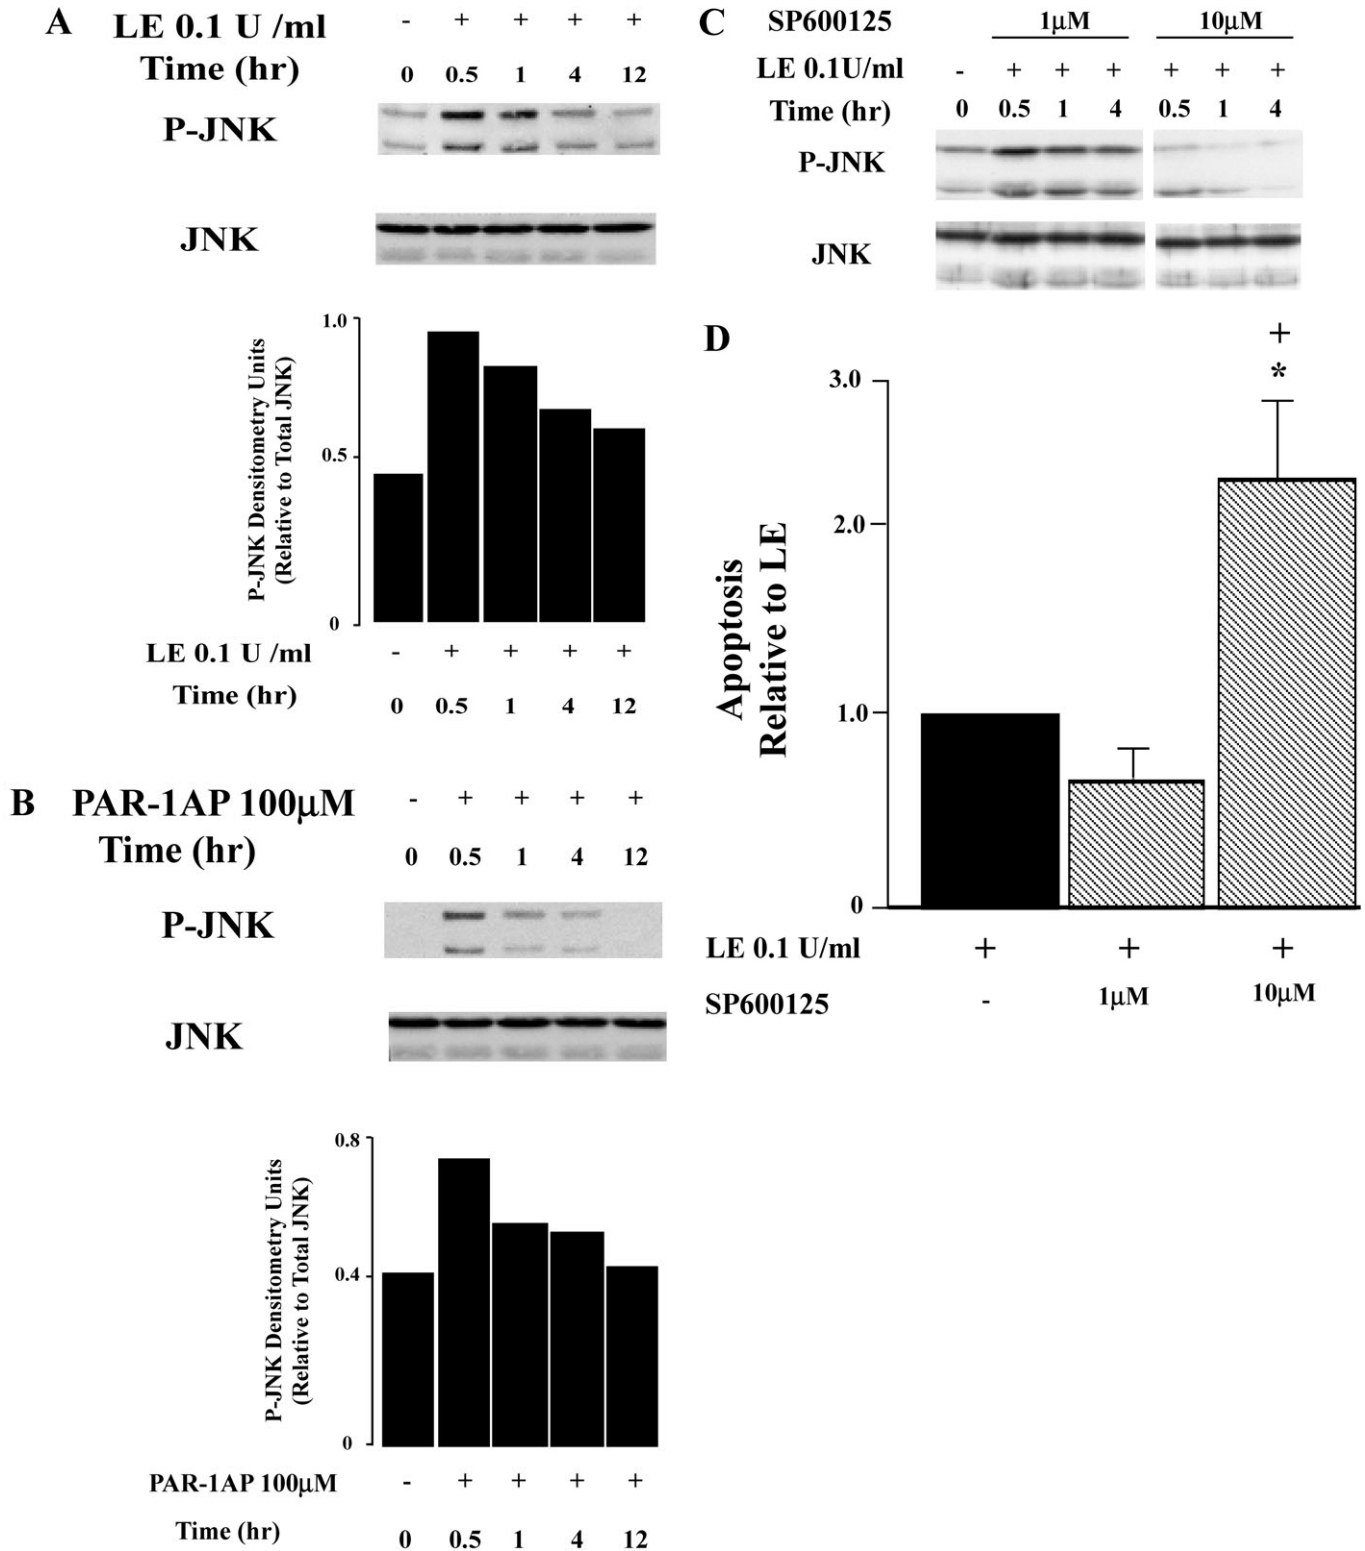 A
LE 0.1 U /ml - + + + +
Time (hr) 0 0.5 1 4 12
P-JNK
JNK
1.0
0.5
0
P-JNK Densitometry Units
(Relative to Total JNK)
LE 0.1 U /ml - + + + +
Time (hr) 0 0.5 1 4 12
B
PAR-1AP 100µM - + + + +
Time (hr) 0 0.5 1 4 12
P-JNK
JNK
0.8
0.4
0
P-JNK Densitometry Units
(Relative to Total JNK)
PAR-1AP 100µM - + + + +
Time (hr) 0 0.5 1 4 12
C
SP600125 1µM 10µM
LE 0.1U/ml - + + + + + +
Time (hr) 0 0.5 1 4 0.5 1 4
P-JNK
JNK
D
+
*
3.0
2.0
1.0
0
Apoptosis
Relative to LE
LE 0.1 U/ml + + +
SP600125 - 1µM 10µM